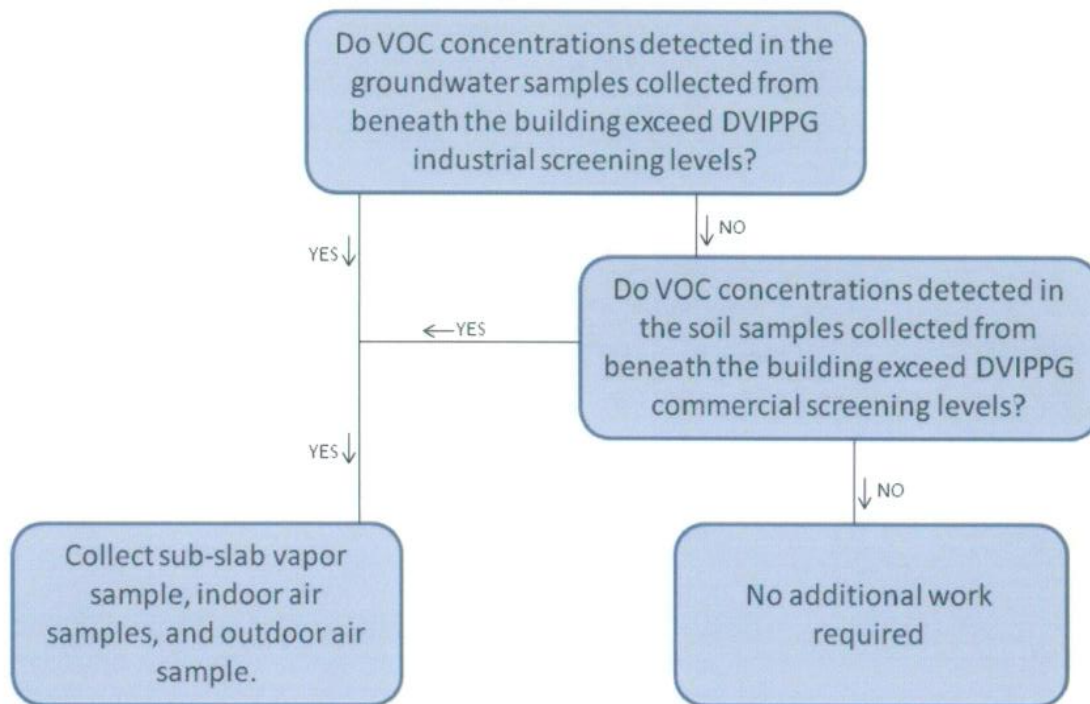 Do VOC concentrations detected in the
groundwater samples collected from
beneath the building exceed DVIPPG
industrial screening levels?
YES
NO
Do VOC concentrations detected in
the soil samples collected from
beneath the building exceed DVIPPG
commercial screening levels?
YES
YES
NO
Collect sub-slab vapor
sample, indoor air
samples, and outdoor air
sample.
No additional work
required